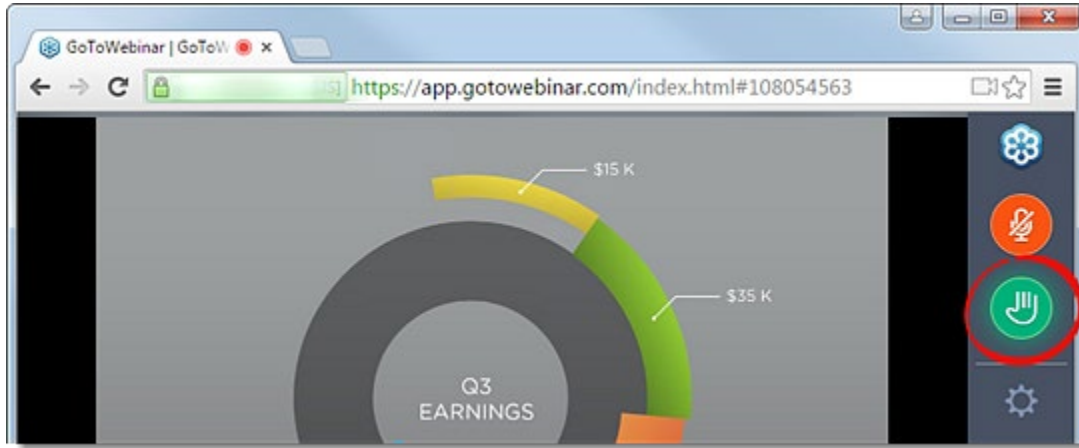 GoToWebinar | GoToW
https://app.gotowebinar.com/index.html#108054563
$15 K
$35 K
Q3
EARNINGS